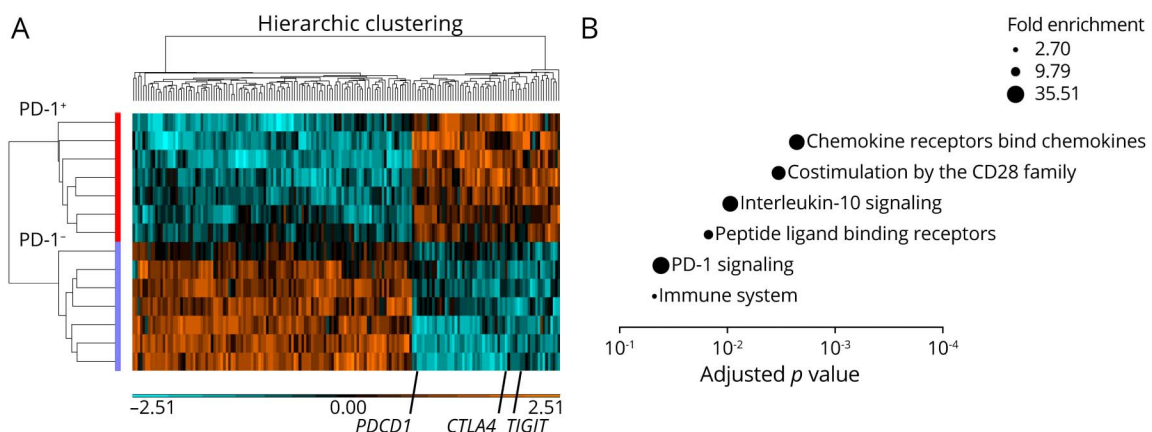 A
Hierarchic clustering
PD-1⁺
PD-1⁻
−2.51
0.00
2.51
PDCD1
CTLA4
TIGIT
B
Fold enrichment
2.70
9.79
35.51
Chemokine receptors bind chemokines
Costimulation by the CD28 family
Interleukin-10 signaling
Peptide ligand binding receptors
PD-1 signaling
Immune system
10⁻¹
10⁻²
10⁻³
10⁻⁴
Adjusted p value